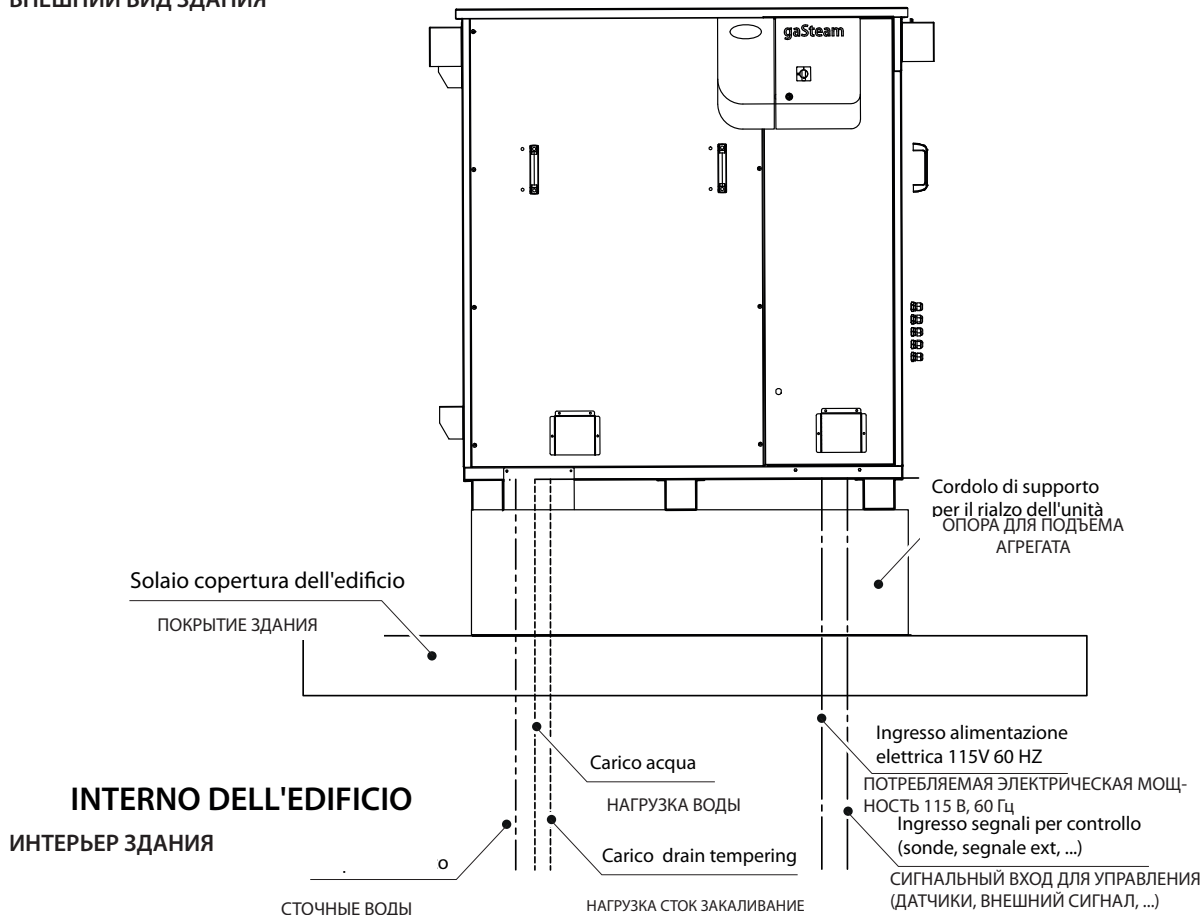 ВНЕШНИЙ ВИД ЗДАНИЯ
gaSteam
Cordolo di supporto
per il rialzo dell'unità
ОПОРА ДЛЯ ПОДЪЕМА
АГРЕГАТА
Solaio copertura dell'edificio
ПОКРЫТИЕ ЗДАНИЯ
Ingresso alimentazione
elettrica 115V 60 HZ
ПОТРЕБЛЯЕМАЯ ЭЛЕКТРИЧЕСКАЯ МОЩ-
НОСТЬ 115 В, 60 Гц
Carico acqua
НАГРУЗКА ВОДЫ
INTERNO DELL'EDIFICIO
ИНТЕРЬЕР ЗДАНИЯ
Ingresso segnali per controllo
(sonde, segnale ext, ...)
СИГНАЛЬНЫЙ ВХОД ДЛЯ УПРАВЛЕНИЯ
(ДАТЧИКИ, ВНЕШНИЙ СИГНАЛ, ...)
Carico drain tempering
НАГРУЗКА СТОК ЗАКАЛИВАНИЕ
СТОЧНЫЕ ВОДЫ